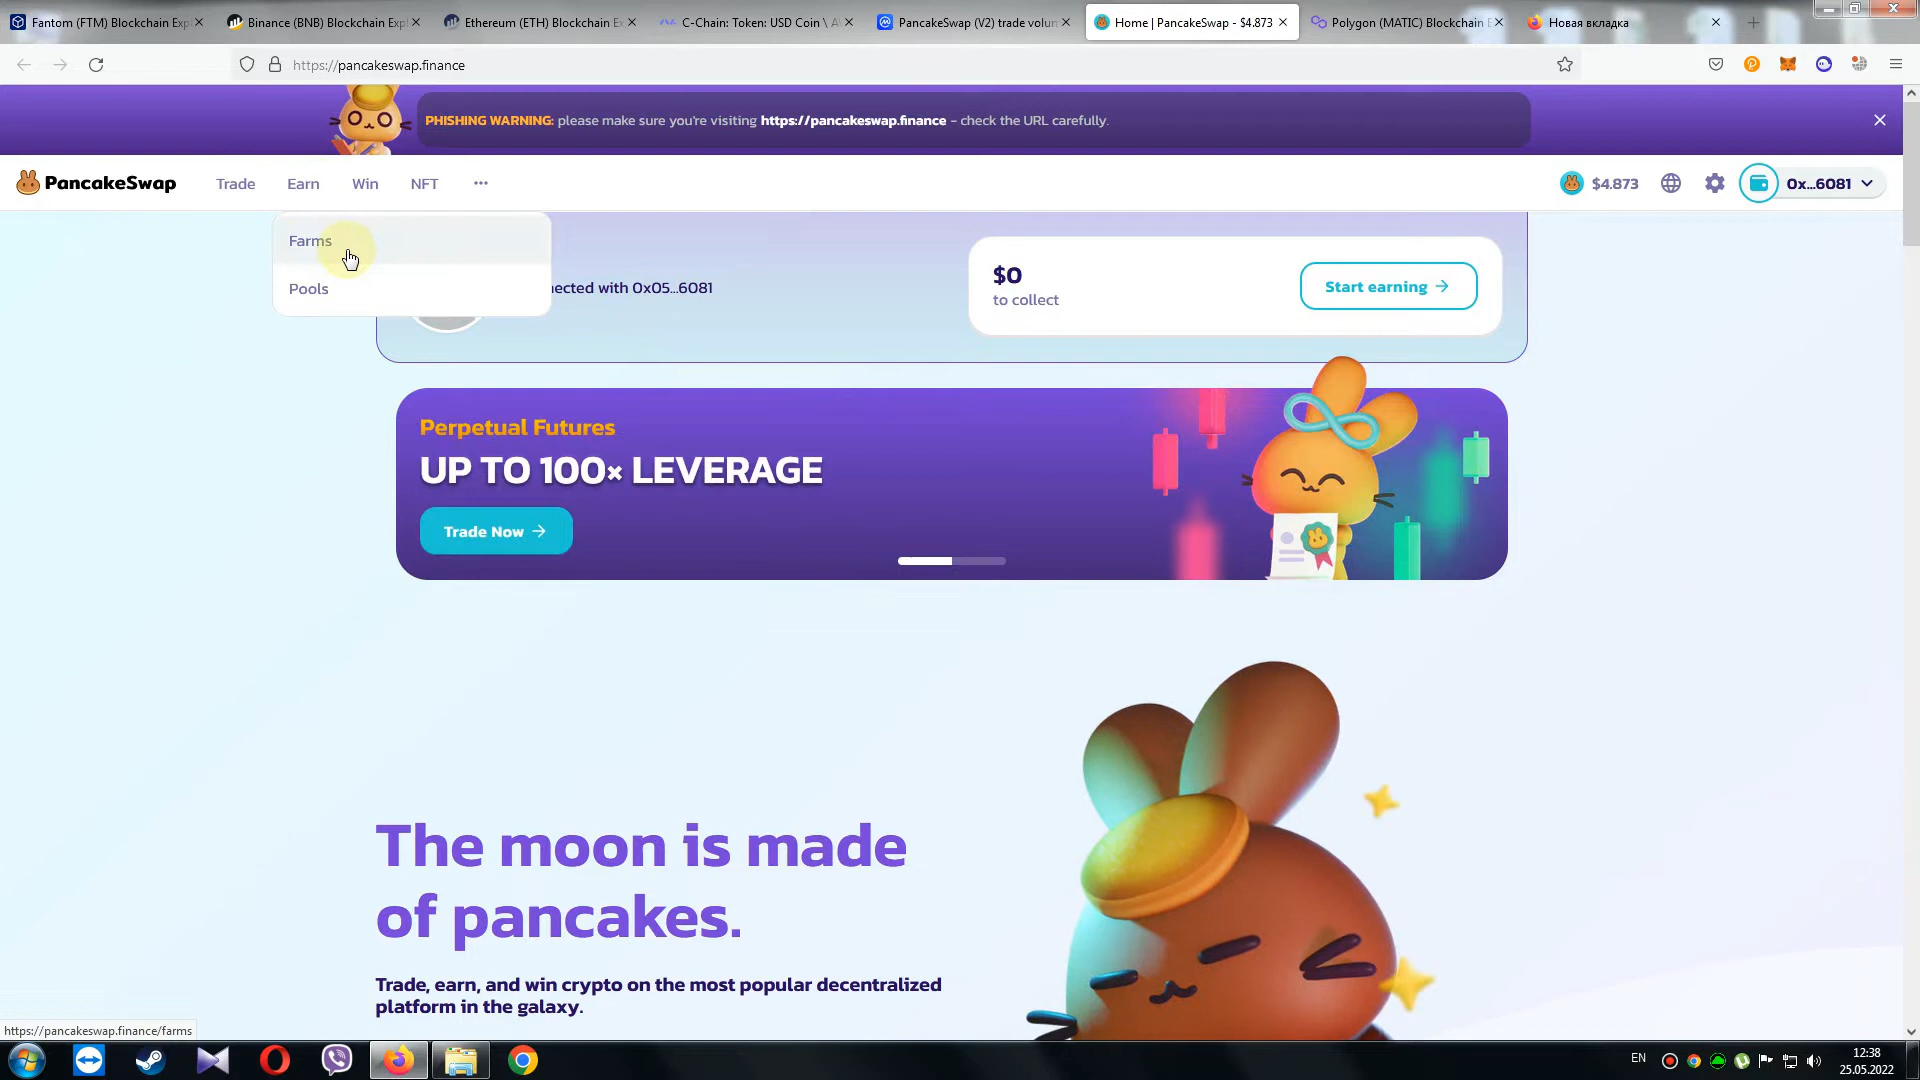 Fantom (FTM) Blockchain Exp
Binance (BNB) Blockchain Expl
Ethereum (ETH) Blockchain Ex
C-Chain: Token: USD Coin \ A
PancakeSwap (V2) trade volum
Home | PancakeSwap - $4.873
Polygon (MATIC) Blockchain E
Новая вкладка
https://pancakeswap.finance
PHISHING WARNING: please make sure you're visiting https://pancakeswap.finance - check the URL carefully.
PancakeSwap
Trade
Earn
Win
NFT
$4.873
0x...6081
Farms
Pools
nected with 0x05...6081
$0
to collect
Start earning
Perpetual Futures
UP TO 100× LEVERAGE
Trade Now
The moon is made
of pancakes.
Trade, earn, and win crypto on the most popular decentralized
platform in the galaxy.
https://pancakeswap.finance/farms
EN
12:38
25.05.2022